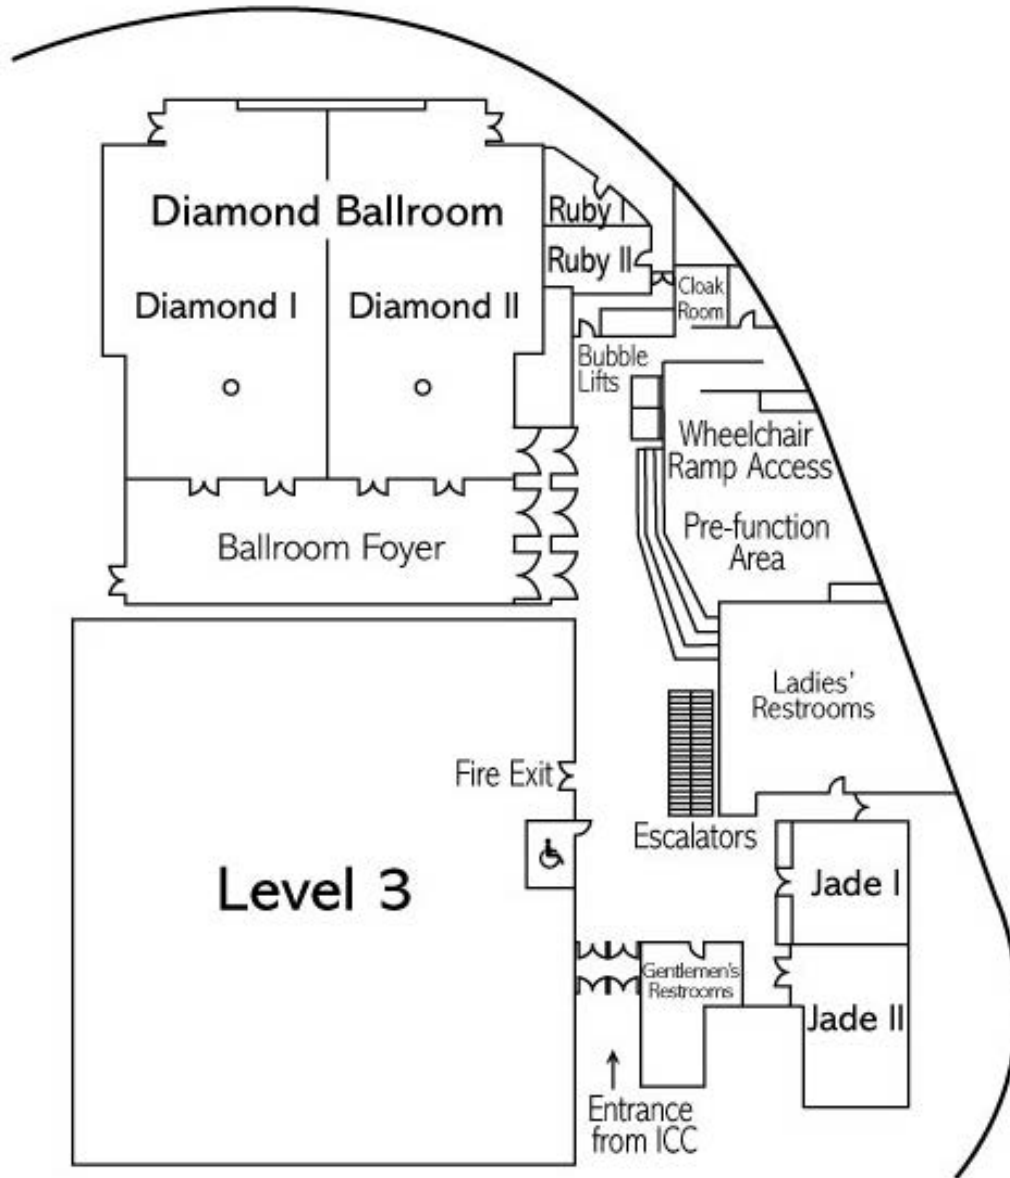 Diamond Ballroom
Ruby I
Ruby II
Diamond I
Diamond II
Cloak
Room
Bubble
Lifts
Wheelchair
Ramp Access
Pre-function
Area
Ballroom Foyer
Ladies'
Restrooms
Fire Exit
Escalators
Level 3
Jade I
Gentlemen's
Restrooms
Jade II
Entrance
from ICC